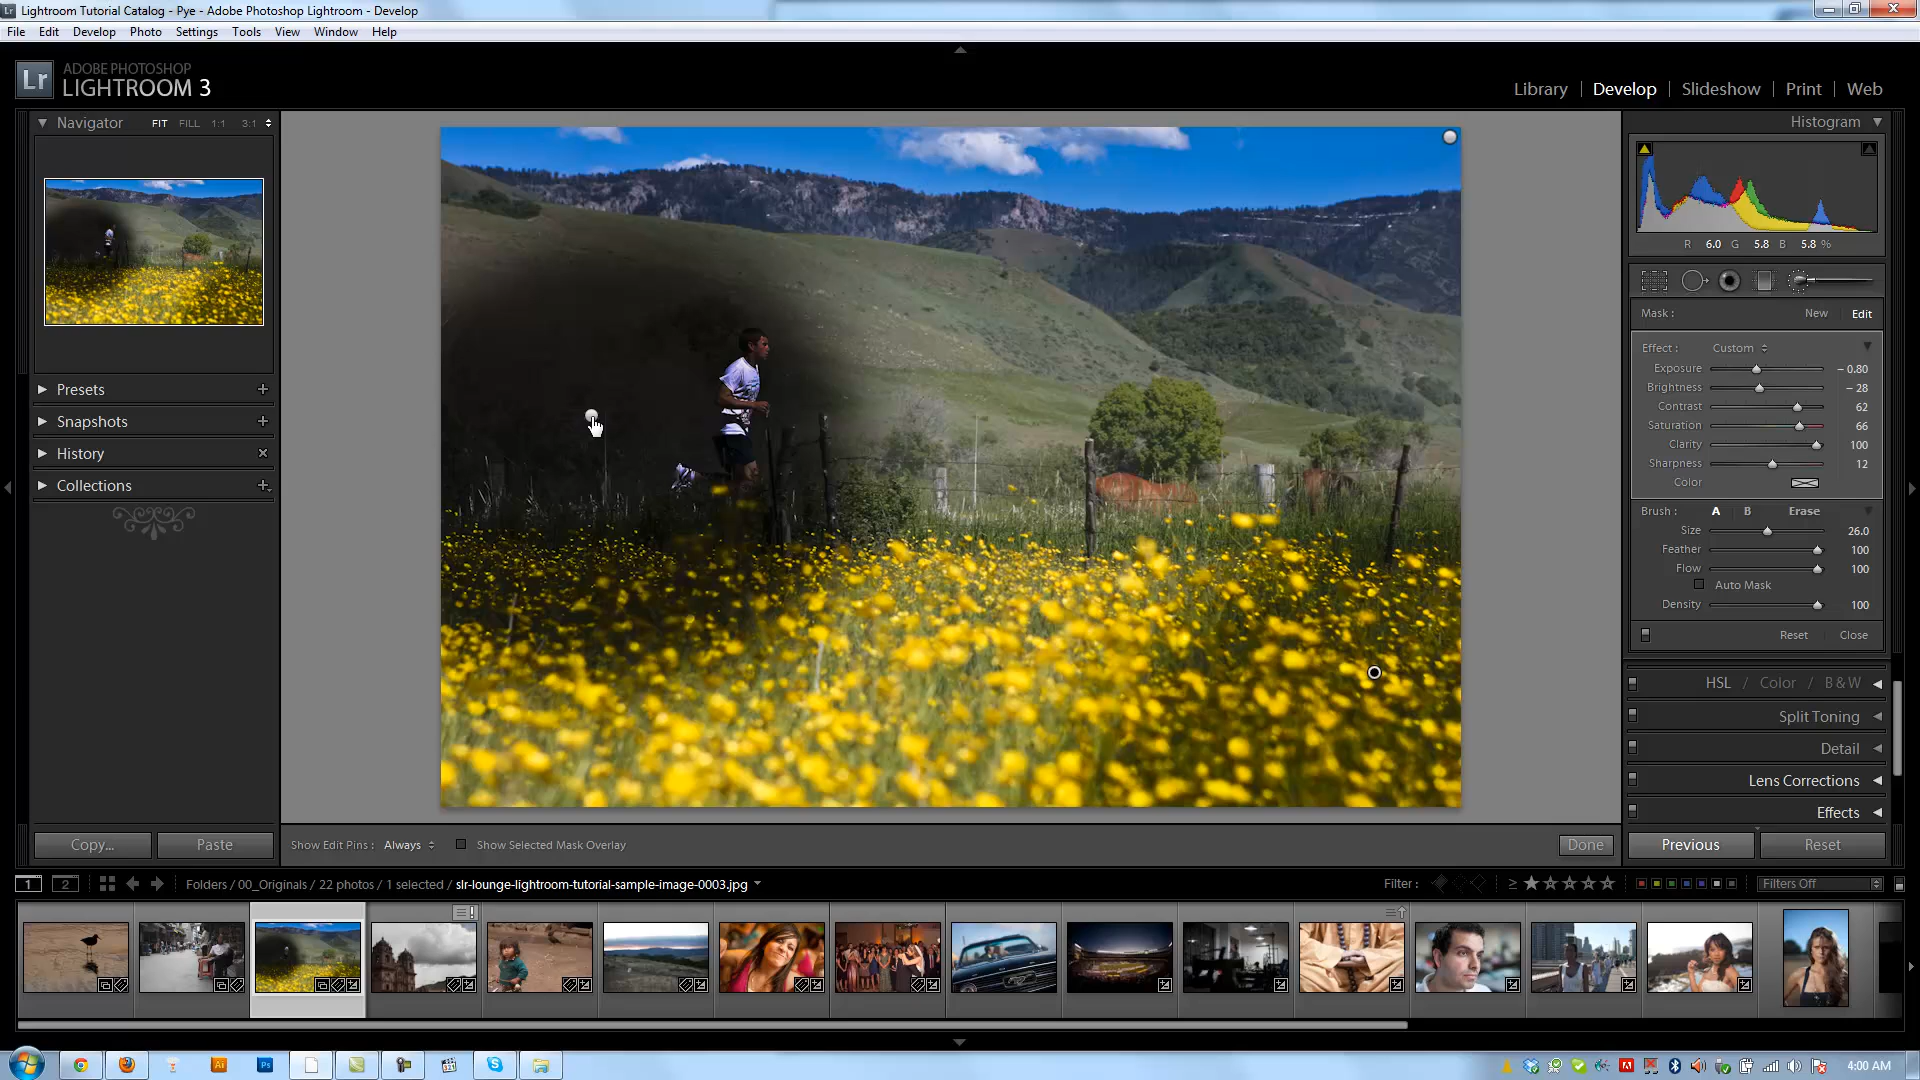 Lightroom Tutorial Catalog - Pye - Adobe Photoshop Lightroom - Develop
File Edit Develop Photo Settings Tools View Window Help
Lr ADOBE PHOTOSHOP
LIGHTROOM 3
Library | Develop | Slideshow | Print | Web
Navigator FIT FILL 1:1 3:1
Histogram
R 6.0 G 5.8 B 5.8 %
Mask : New Edit
Effect : Custom
Exposure – 0.80
Brightness – 28
Contrast 62
Saturation 66
Clarity 100
Sharpness 12
Color
Brush : A B Erase
Size 26.0
Feather 100
Flow 100
Auto Mask
Density 100
Reset Close
HSL / Color / B & W
Split Toning
Detail
Lens Corrections
Effects
Previous Reset
Presets +
Snapshots +
History ×
Collections +
Copy... Paste
Show Edit Pins : Always Show Selected Mask Overlay Done
1 2 Folders / 00_Originals / 22 photos / 1 selected / slr-lounge-lightroom-tutorial-sample-image-0003.jpg Filter : ≥ Filters Off
Ai Ps 4:00 AM